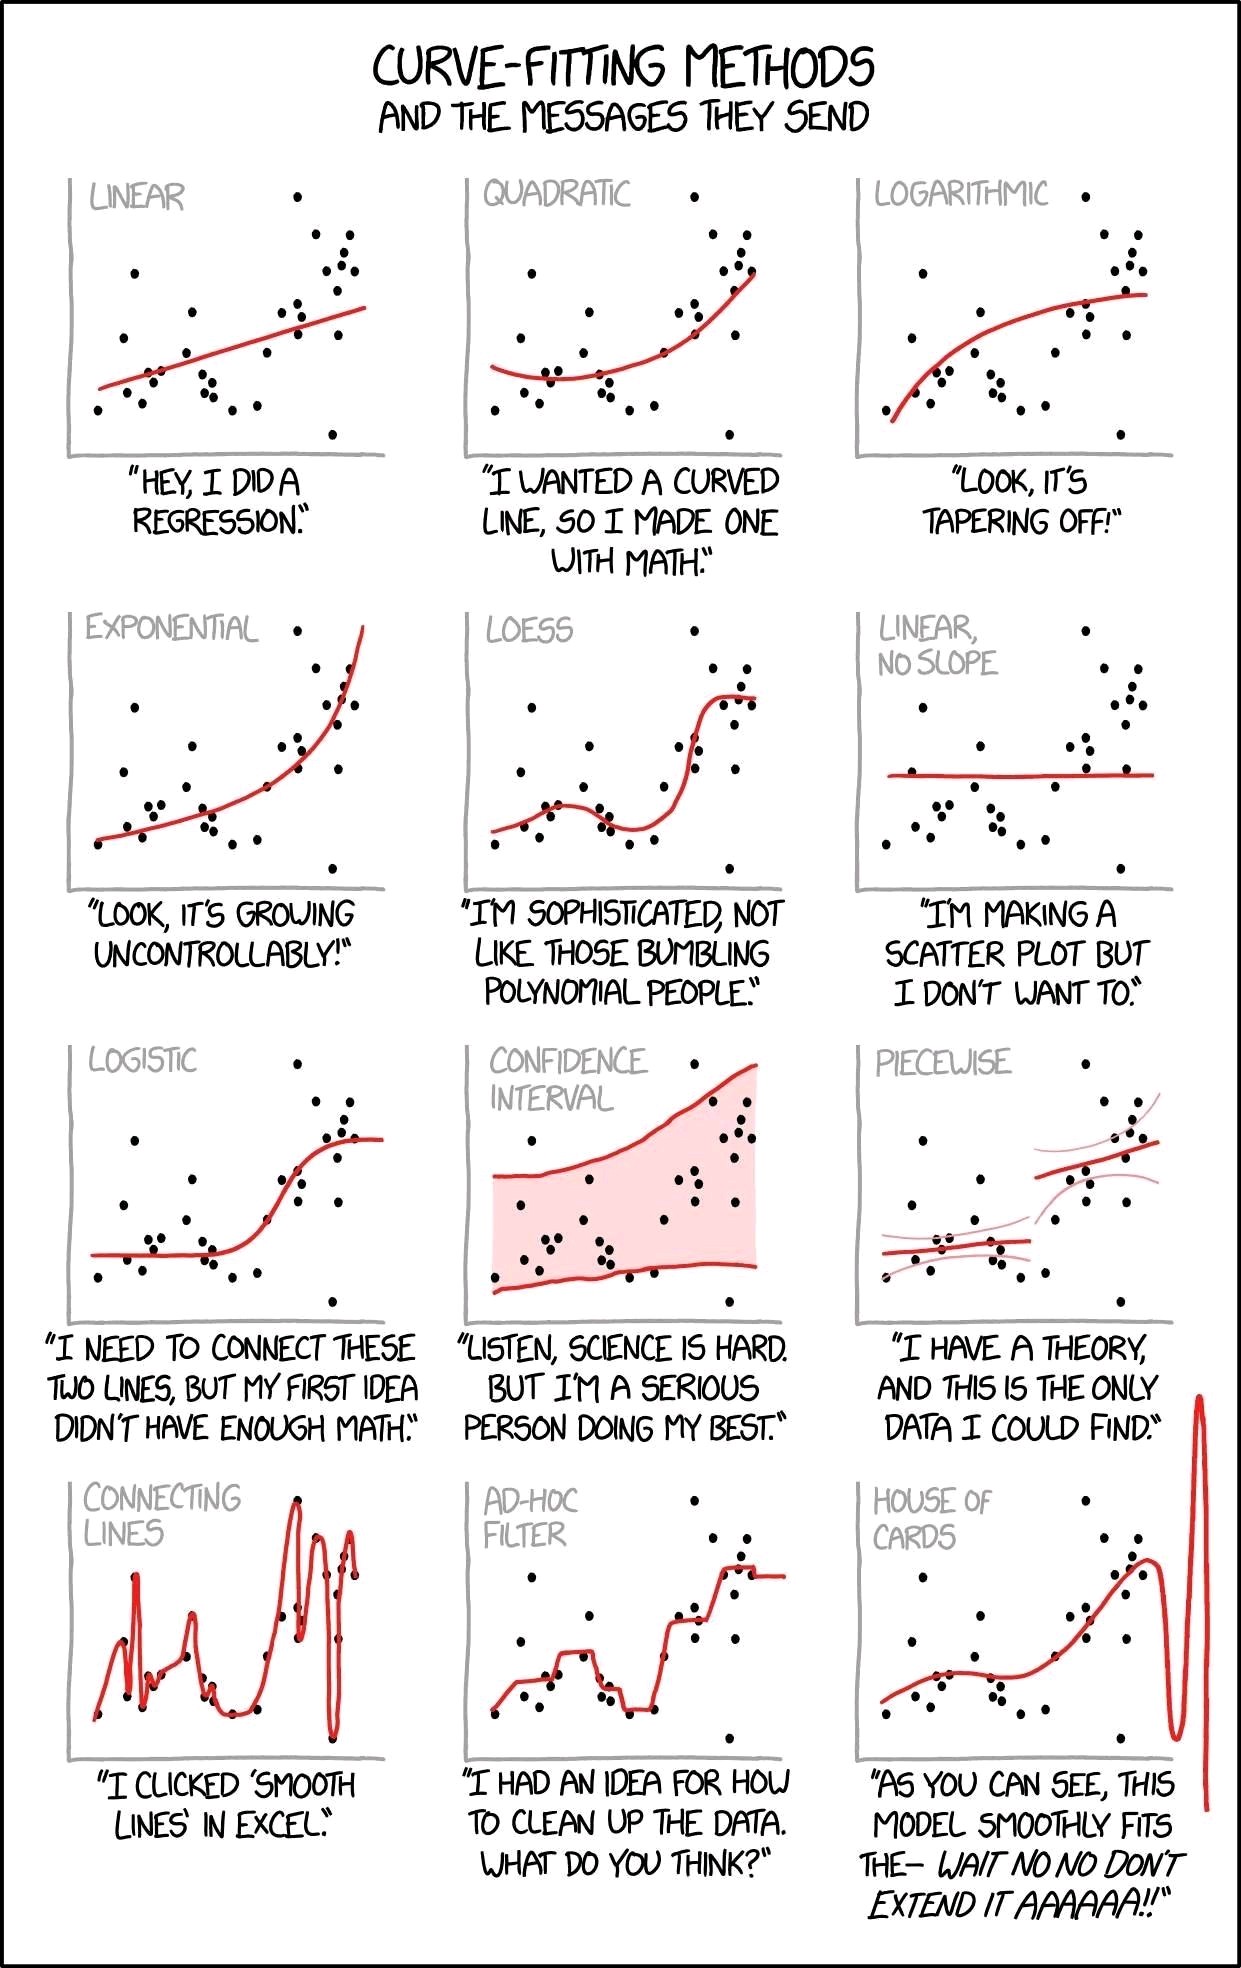 CURVE-FITTING METHODS
AND THE MESSAGES THEY SEND
LINEAR
"HEY, I DID A
REGRESSION."
QUADRATIC
"I WANTED A CURVED
LINE, SO I MADE ONE
WITH MATH."
LOGARITHMIC
"LOOK, IT'S
TAPERING OFF!"
EXPONENTIAL
"LOOK, IT'S GROWING
UNCONTROLLABLY!"
LOESS
"I'M SOPHISTICATED, NOT
LIKE THOSE BUMBLING
POLYNOMIAL PEOPLE."
LINEAR,
NO SLOPE
"I'M MAKING A
SCATTER PLOT BUT
I DON'T WANT TO."
LOGISTIC
"I NEED TO CONNECT THESE
TWO LINES, BUT MY FIRST IDEA
DIDN'T HAVE ENOUGH MATH."
CONFIDENCE
INTERVAL
"LISTEN, SCIENCE IS HARD.
BUT I'M A SERIOUS
PERSON DOING MY BEST."
PIECEWISE
"I HAVE A THEORY,
AND THIS IS THE ONLY
DATA I COULD FIND."
CONNECTING
LINES
"I CLICKED 'SMOOTH
LINES' IN EXCEL."
AD-HOC
FILTER
"I HAD AN IDEA FOR HOW
TO CLEAN UP THE DATA.
WHAT DO YOU THINK?"
HOUSE OF
CARDS
"AS YOU CAN SEE, THIS
MODEL SMOOTHLY FITS
THE— WAIT NO NO DON'T
EXTEND IT AAAAAA!!"